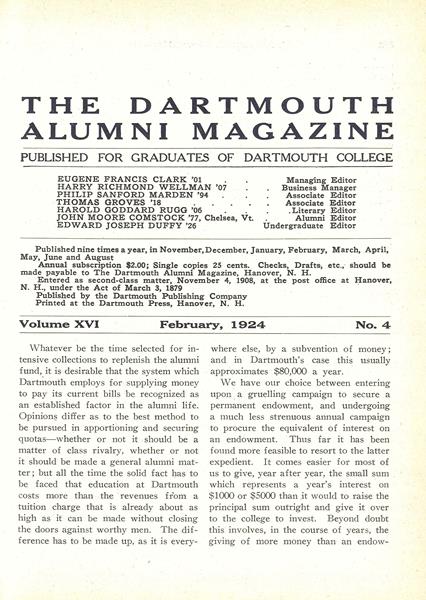 THE DARTMOUTH
ALUMNI MAGAZINE
PUBLISHED FOR GRADUATES OF DARTMOUTH COLLEGE
EUGENE FRANCIS CLARK '01 . . Managing Editor
HARRY RICHMOND WELLMAN '07 . . Business Manager
PHILIP SANFORD MARDEN '94 . . Associate Editor
THOMAS GROVES '18 . . . Associate Editor
HAROLD GODDARD RUGG '06 . . .Literary Editor
JOHN MOORE COMSTOCK '77, Chelsea, Vt. . Alumni Editor
EDWARD JOSEPH DUFFY '26 Undergraduate Editor
Published nine times a year, in November, December, January, February, March, April,
May, June and August
Annual subscription $2.00; Single copies 25 cents. Checks, Drafts, etc., should be
made payable to The Dartmouth Alumni Magazine, Hanover, N. H.
Entered as second-class matter, November 4, 1908, at the post office at Hanover,
N. H., under the Act of March 3, 1879
Published by the Dartmouth Publishing Company
Printed at the Dartmouth Press, Hanover, N. H.
Volume XVI February, 1924 No. 4
Whatever be the time selected for in-
tensive collections to replenish the alumni
fund, it is desirable that the system which
Dartmouth employs for supplying money
to pay its current bills be recognized as
an established factor in the alumni life.
Opinions differ as to the best method to
be pursued in apportioning and securing
quotas—whether or not it should be a
matter of class rivalry, whether or not
it should be made a general alumni mat-
ter; but all the time the solid fact has to
be faced that education at Dartmouth
costs more than the revenues from a
tuition charge that is already about as
high as it can be made without closing
the doors against worthy men. The dif-
ference has to be made up, as it is every-
where else, by a subvention of money;
and in Dartmouth's case this usually
approximates $80,000 a year.
We have our choice between entering
upon a gruelling campaign to secure a
permanent endowment, and undergoing
a much less strenuous annual campaign
to procure the equivalent of interest on
an endowment. Thus far it has been
found more feasible to resort to the latter
expedient. It comes easier for most of
us to give, year after year, the small sum
which represents a year's interest on
$1000 or $5000 than it would to raise the
principal sum outright and give it over
to the college to invest. Beyond doubt
this involves, in the course of years, the
giving of more money than an endow-